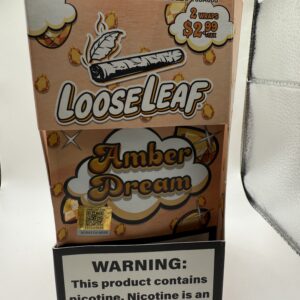 2 WRAPS
$2.99
LOOSELEAF
Amber
Dream
WARNING:
This product contains
nicotine. Nicotine is an